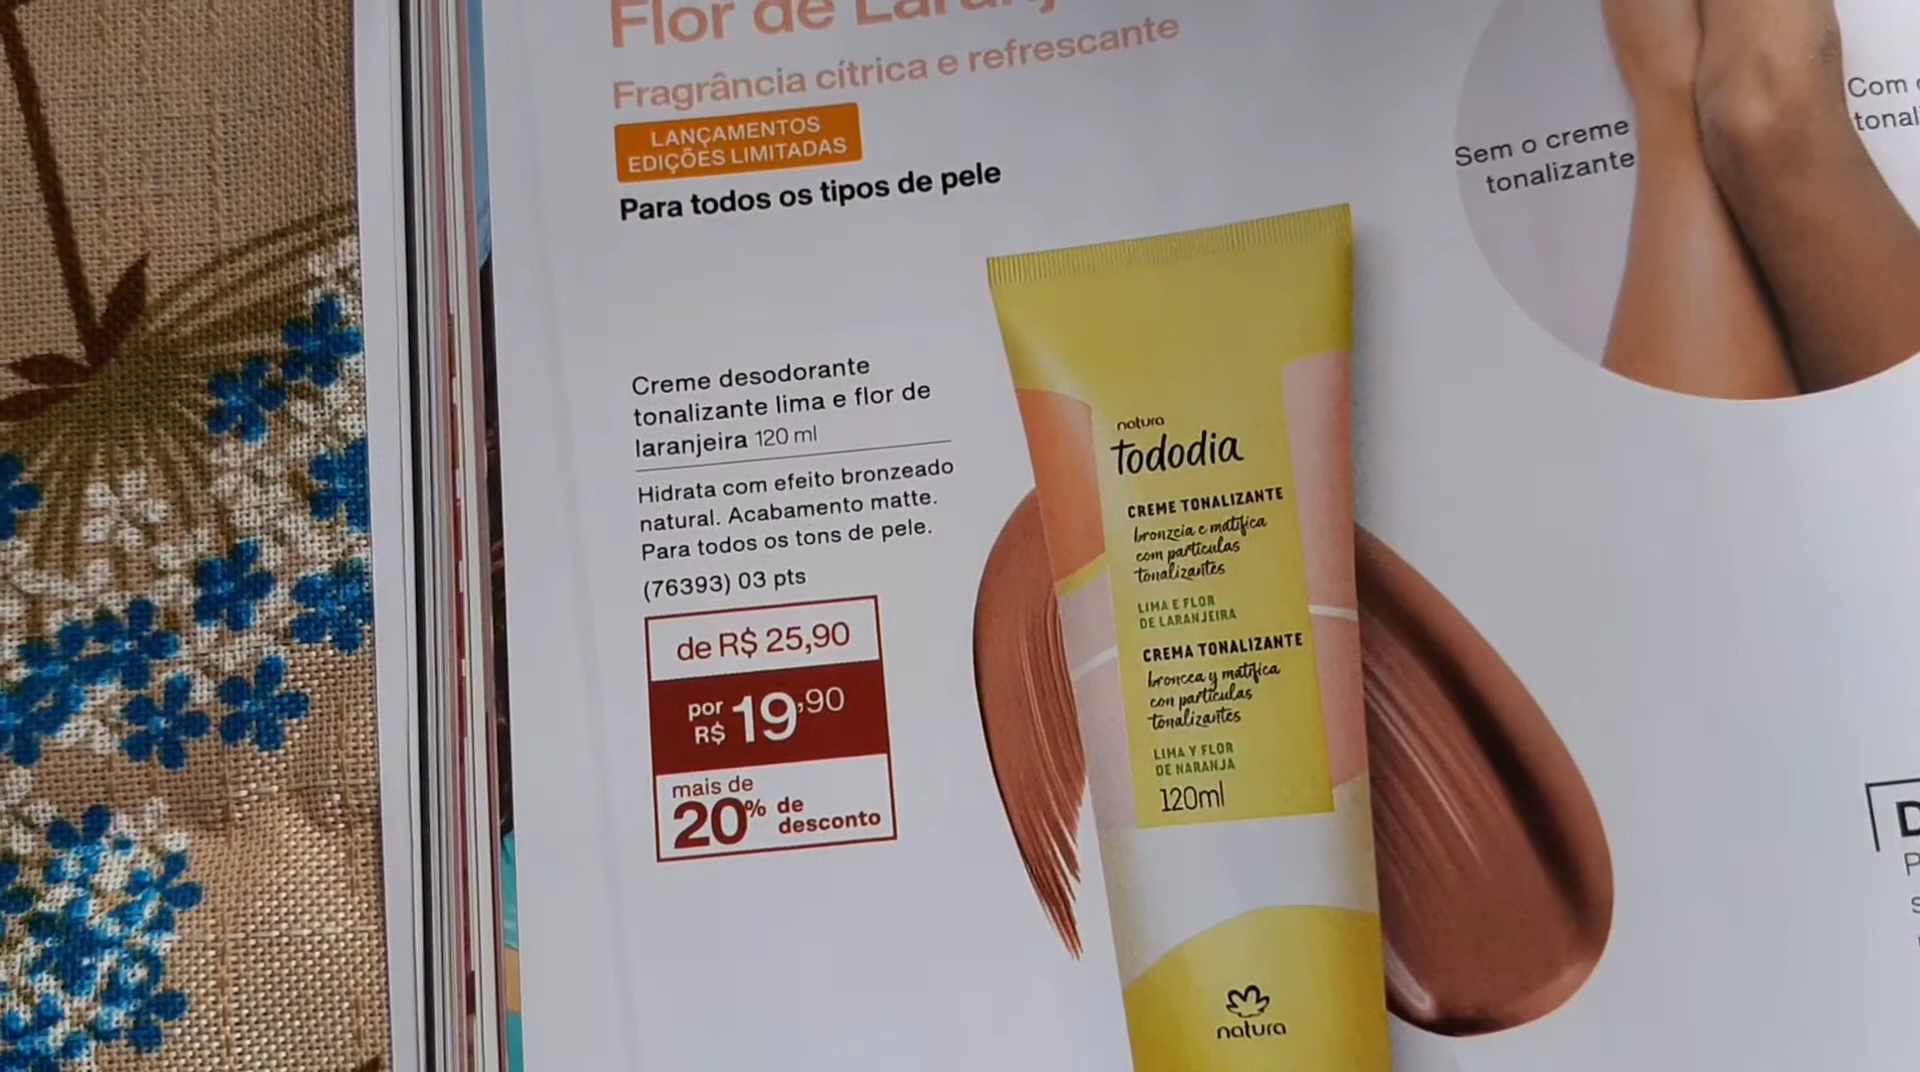 Flor de
Fragrância cítrica e refrescante
LANÇAMENTOS
EDIÇÕES LIMITADAS
Para todos os tipos de pele
Sem o creme
tonalizante
Com
Creme desodorante
tonalizante lima e flor de
laranjeira 120 ml
Hidrata com efeito bronzeado
natural. Acabamento matte.
Para todos os tons de pele.
(76393) 03 pts
de R$ 25,90
por
R$ 19,90
mais de
20% de
desconto
natura
tododia
CREME TONALIZANTE
bronzeia e matifica
com partículas
tonalizantes
LIMA E FLOR
DE LARANJEIRA
CREMA TONALIZANTE
broncea y matifica
con partículas
tonalizantes
LIMA Y FLOR
DE NARANJA
120ml
natura